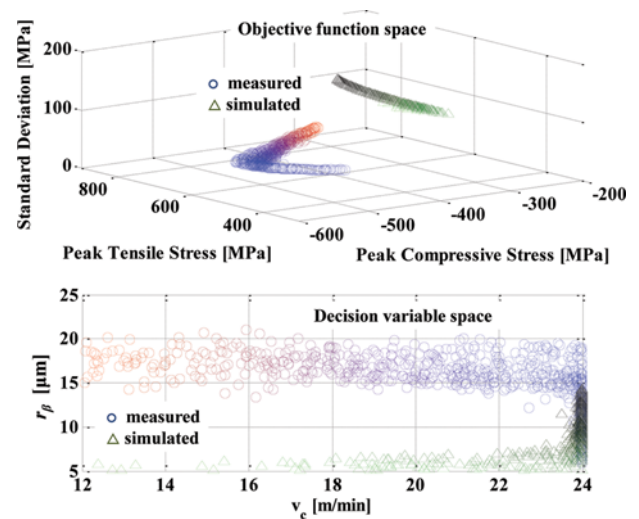 Objective function space
measured
simulated
Standard Deviation [MPa]
200
100
0
800
600
400
-600
-500
-400
-300
-200
Peak Tensile Stress [MPa]
Peak Compressive Stress [MPa]
Decision variable space
measured
simulated
rβ [μm]
25
20
15
10
5
12
14
16
18
20
22
24
vc [m/min]